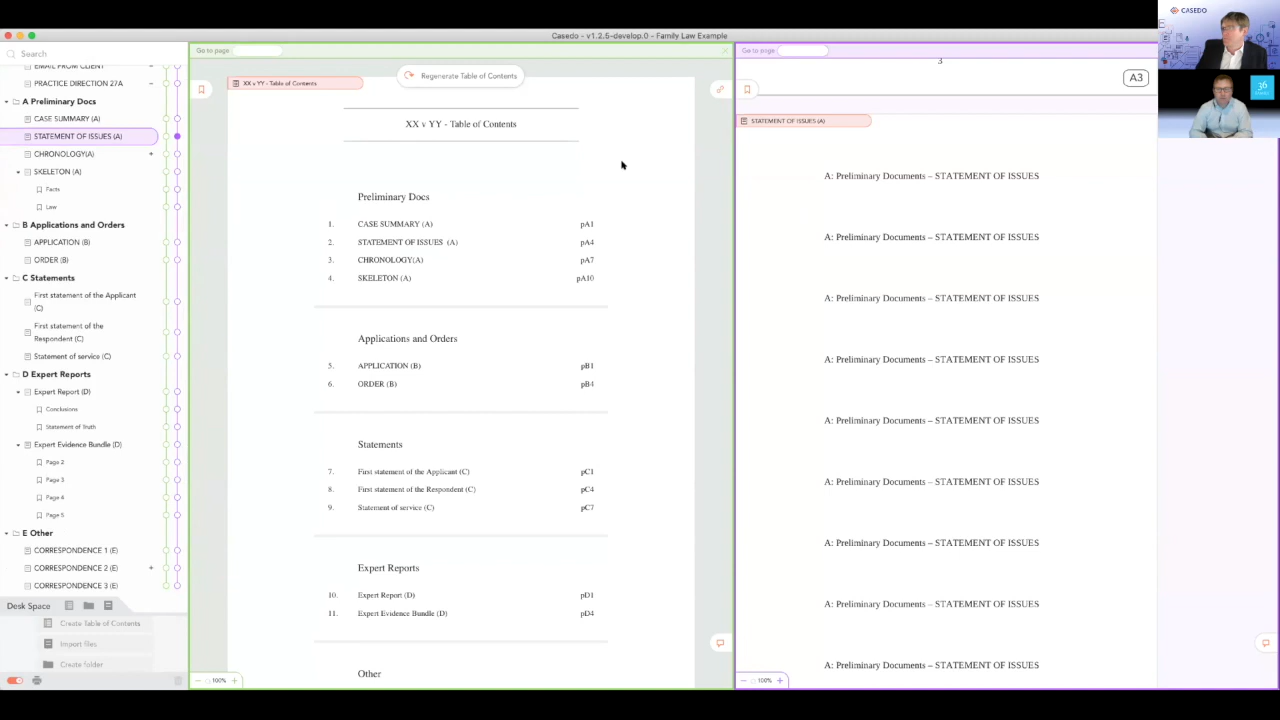 Casedo - v1.2.5-develop.0 - Family Law Example
CASEDO
36
Search
EMAIL FROM CLIENT
PRACTICE DIRECTION 27A
A Preliminary Docs
CASE SUMMARY (A)
STATEMENT OF ISSUES (A)
CHRONOLOGY(A)
SKELETON (A)
Facts
Law
B Applications and Orders
APPLICATION (B)
ORDER (B)
C Statements
First statement of the Applicant
(C)
First statement of the
Respondent (C)
Statement of service (C)
D Expert Reports
Expert Report (D)
Conclusions
Statement of Truth
Expert Evidence Bundle (D)
Page 2
Page 3
Page 4
Page 5
E Other
CORRESPONDENCE 1 (E)
CORRESPONDENCE 2 (E)
CORRESPONDENCE 3 (E)
Desk Space
Create Table of Contents
Import files
Create folder
Go to page
Regenerate Table of Contents
XX v YY - Table of Contents
XX v YY - Table of Contents
Preliminary Docs
1. CASE SUMMARY (A) pA1
2. STATEMENT OF ISSUES (A) pA4
3. CHRONOLOGY(A) pA7
4. SKELETON (A) pA10
Applications and Orders
5. APPLICATION (B) pB1
6. ORDER (B) pB4
Statements
7. First statement of the Applicant (C) pC1
8. First statement of the Respondent (C) pC4
9. Statement of service (C) pC7
Expert Reports
10. Expert Report (D) pD1
11. Expert Evidence Bundle (D) pD4
Other
100%
Go to page
3
A3
STATEMENT OF ISSUES (A)
A: Preliminary Documents – STATEMENT OF ISSUES
A: Preliminary Documents – STATEMENT OF ISSUES
A: Preliminary Documents – STATEMENT OF ISSUES
A: Preliminary Documents – STATEMENT OF ISSUES
A: Preliminary Documents – STATEMENT OF ISSUES
A: Preliminary Documents – STATEMENT OF ISSUES
A: Preliminary Documents – STATEMENT OF ISSUES
A: Preliminary Documents – STATEMENT OF ISSUES
A: Preliminary Documents – STATEMENT OF ISSUES
100%